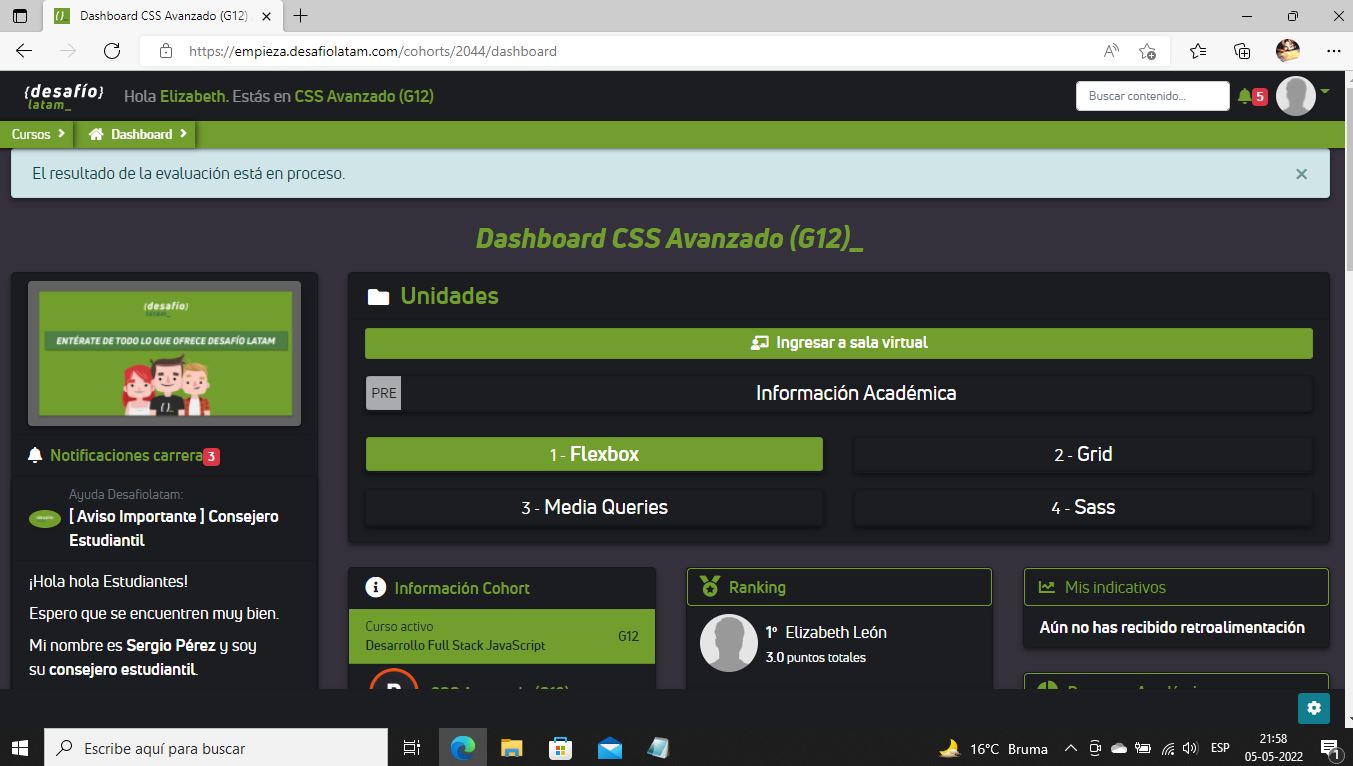 Dashboard CSS Avanzado (G12)
https://empieza.desafiolatam.com/cohorts/2044/dashboard
{desafío}
latam_
Hola Elizabeth. Estás en CSS Avanzado (G12)
Buscar contenido...
5
Cursos
Dashboard
El resultado de la evaluación está en proceso.
×
Dashboard CSS Avanzado (G12)_
{desafío}
latam_
ENTÉRATE DE TODO LO QUE OFRECE DESAFÍO LATAM
Notificaciones carrera 3
Ayuda Desafiolatam:
[ Aviso Importante ] Consejero
Estudiantil
¡Hola hola Estudiantes!
Espero que se encuentren muy bien.
Mi nombre es Sergio Pérez y soy
su consejero estudiantil.
Unidades
Ingresar a sala virtual
PRE
Información Académica
1 - Flexbox
2 - Grid
3 - Media Queries
4 - Sass
Información Cohort
Curso activo
Desarrollo Full Stack JavaScript
G12
Ranking
1º Elizabeth León
3.0 puntos totales
Mis indicativos
Aún no has recibido retroalimentación
Escribe aquí para buscar
16°C Bruma
ESP
21:58
05-05-2022
1